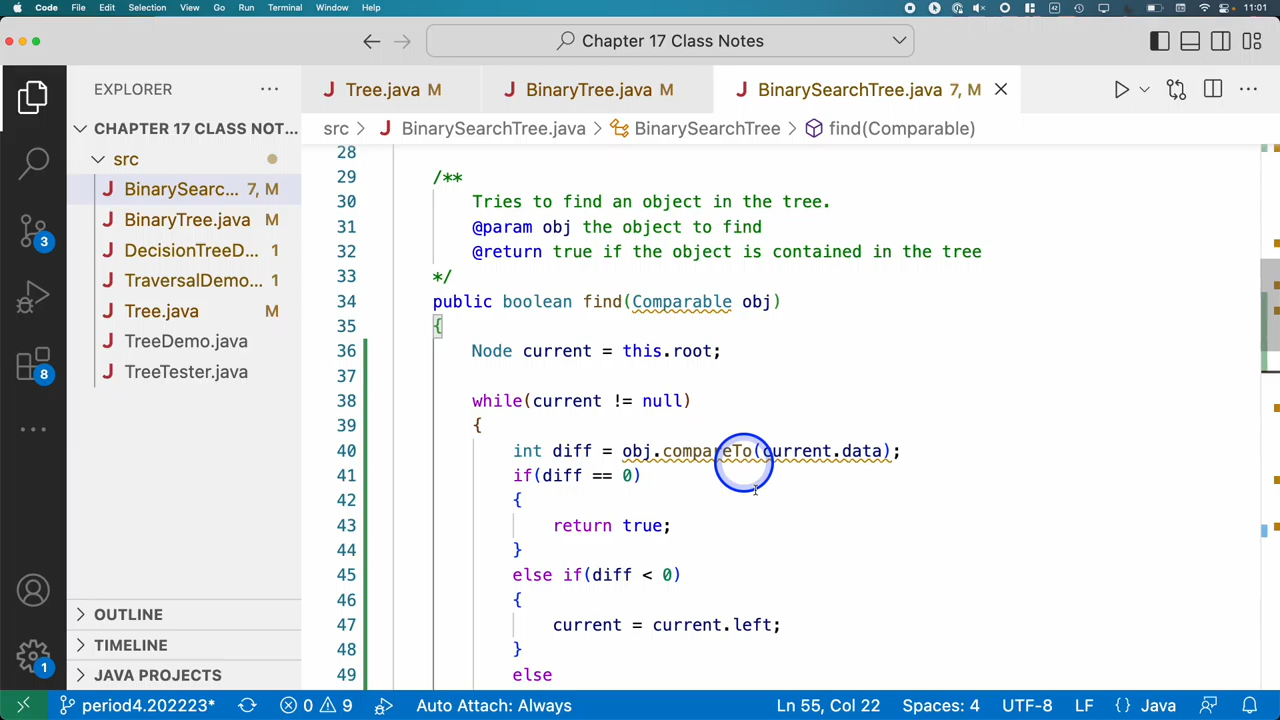 Code File Edit Selection View Go Run Terminal Window Help 11:01
Chapter 17 Class Notes
EXPLORER
CHAPTER 17 CLASS NOT...
src
BinarySearc... 7, M
BinaryTree.java M
DecisionTreeD... 1
TraversalDemo... 1
Tree.java M
TreeDemo.java
TreeTester.java
OUTLINE
TIMELINE
JAVA PROJECTS
3
8
1
Tree.java M BinaryTree.java M BinarySearchTree.java 7, M
src > BinarySearchTree.java > BinarySearchTree > find(Comparable)
28
29 /**
30 Tries to find an object in the tree.
31 @param obj the object to find
32 @return true if the object is contained in the tree
33 */
34 public boolean find(Comparable obj)
35 {
36 Node current = this.root;
37
38 while(current != null)
39 {
40 int diff = obj.compareTo(current.data);
41 if(diff == 0)
42 {
43 return true;
44 }
45 else if(diff < 0)
46 {
47 current = current.left;
48 }
49 else
period4.202223* 0 9 Auto Attach: Always Ln 55, Col 22 Spaces: 4 UTF-8 LF {} Java